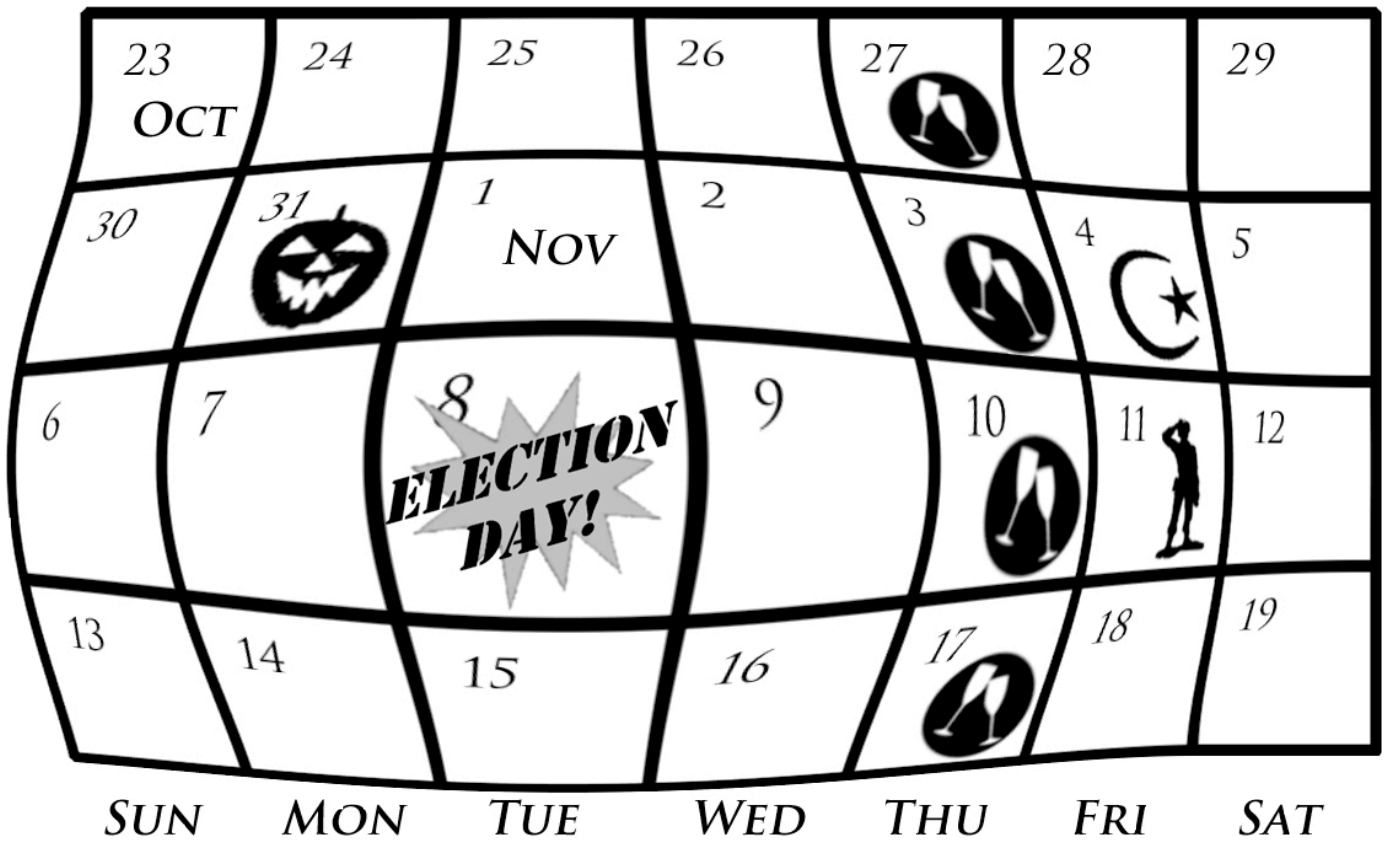 23 24 25 26 27 28 29
OCT
30 31 1 2 3 4 5
NOV
6 7 8 9 10 11 12
ELECTION
DAY!
13 14 15 16 17 18 19
SUN MON TUE WED THU FRI SAT